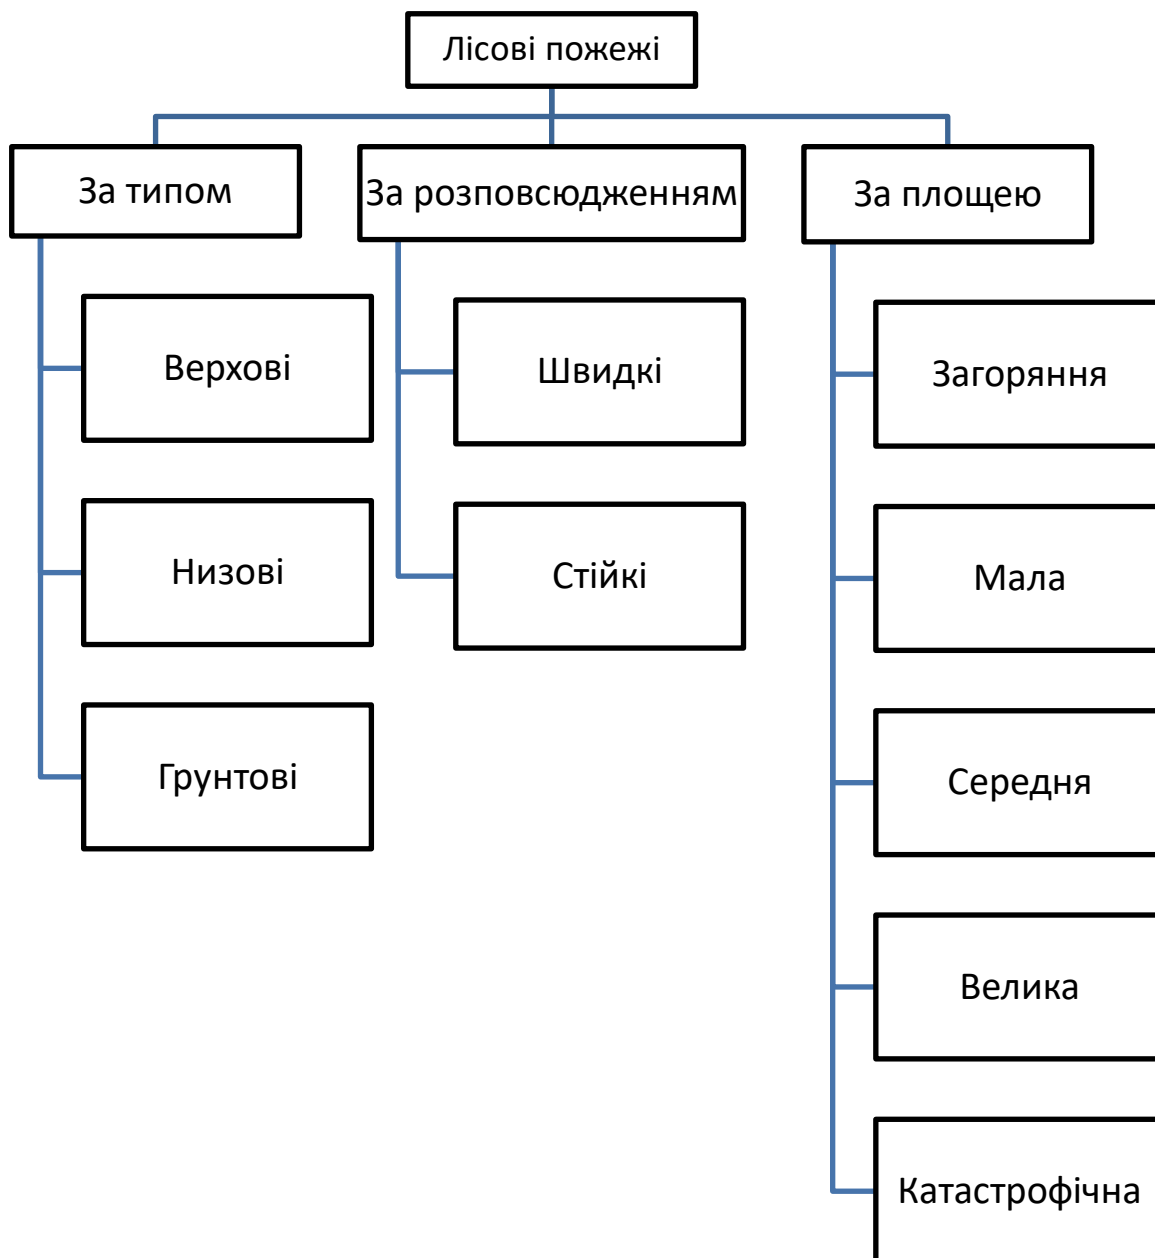 Лісові пожежі
За типом
Верхові
Низові
Грунтові
За розповсюдженням
Швидкі
Стійкі
За площею
Загоряння
Мала
Середня
Велика
Катастрофічна